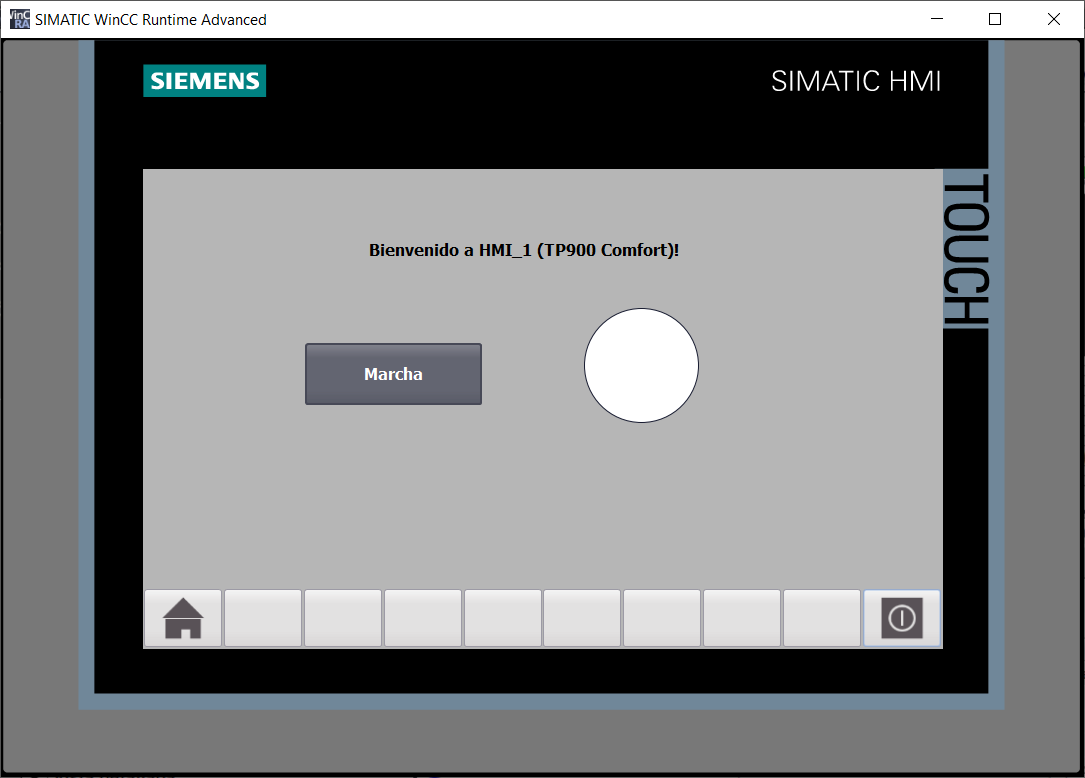 SIMATIC WinCC Runtime Advanced
SIEMENS
SIMATIC HMI
TOUCH
Bienvenido a HMI_1 (TP900 Comfort)!
Marcha